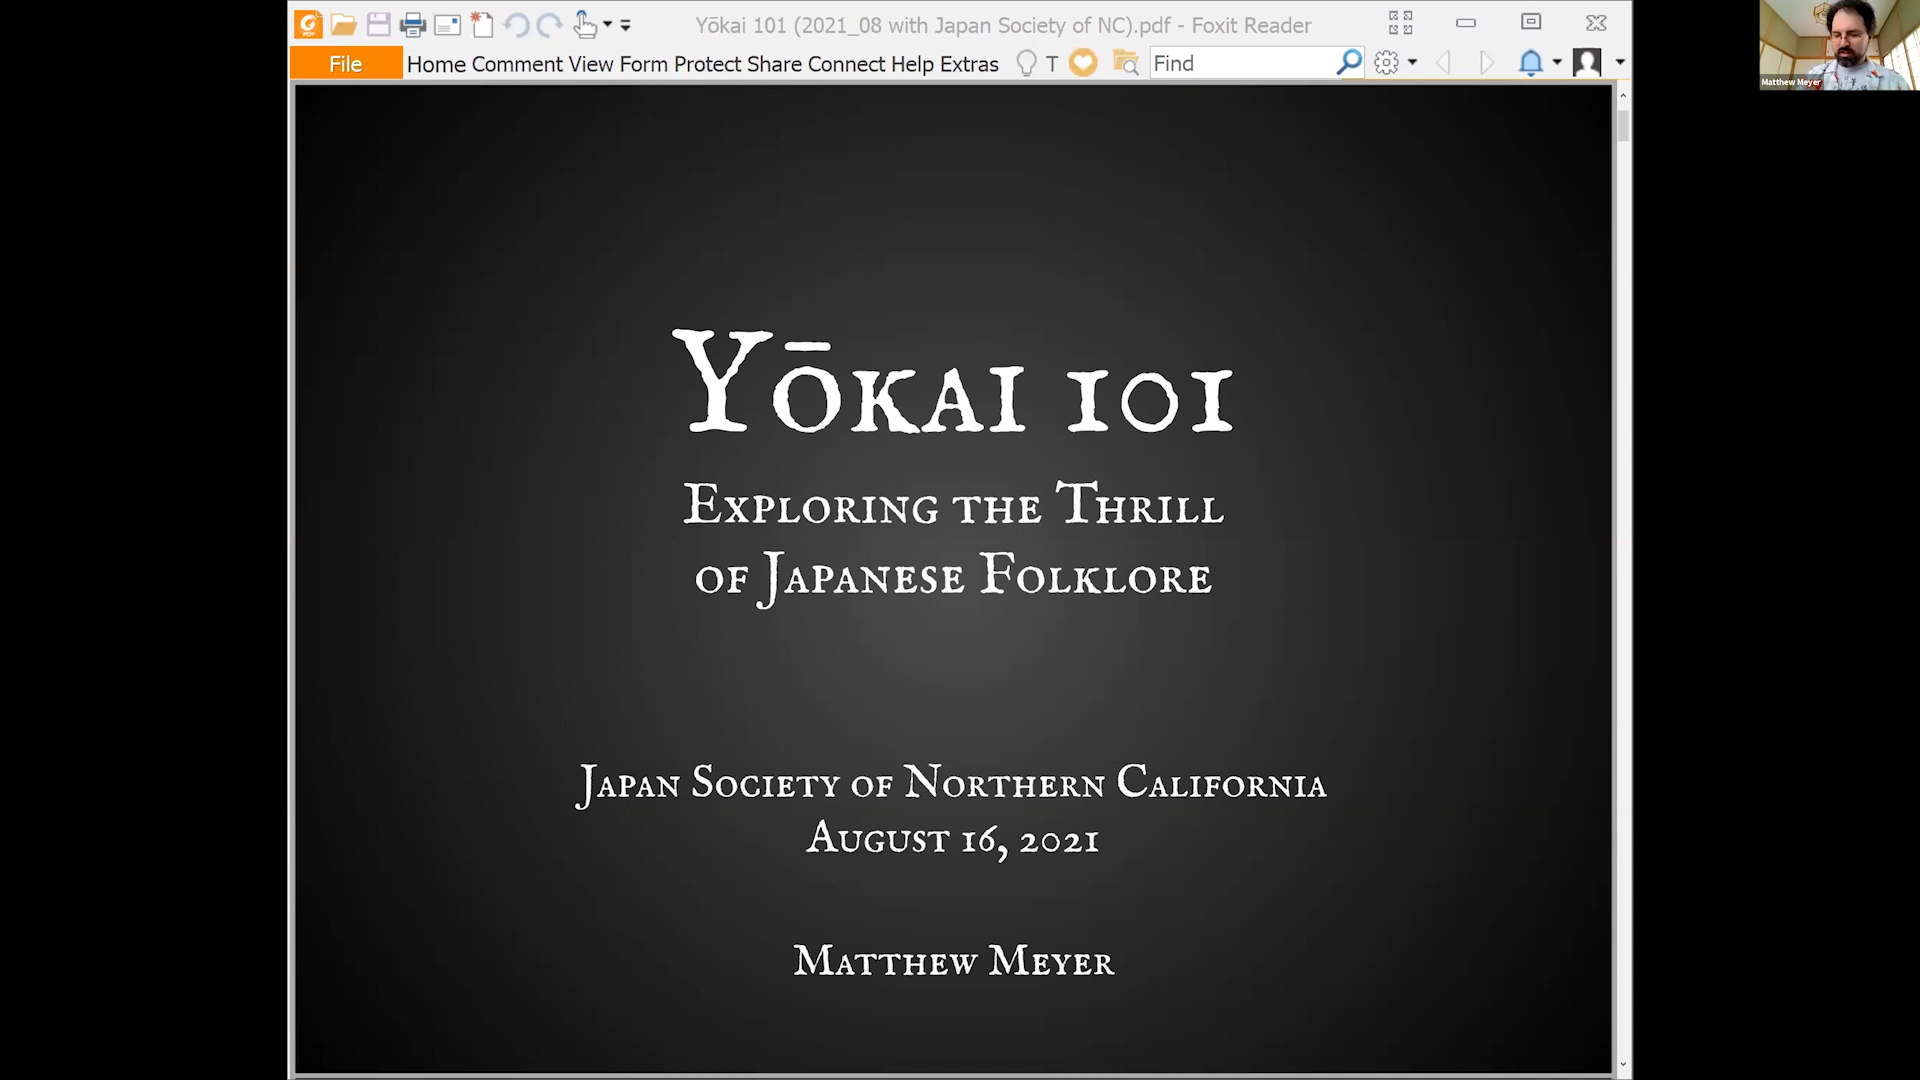 Yōkai 101 (2021_08 with Japan Society of NC).pdf - Foxit Reader
File Home Comment View Form Protect Share Connect Help Extras T Find
Matthew Meyer
Yōkai 101
Exploring the Thrill
of Japanese Folklore
Japan Society of Northern California
August 16, 2021
Matthew Meyer